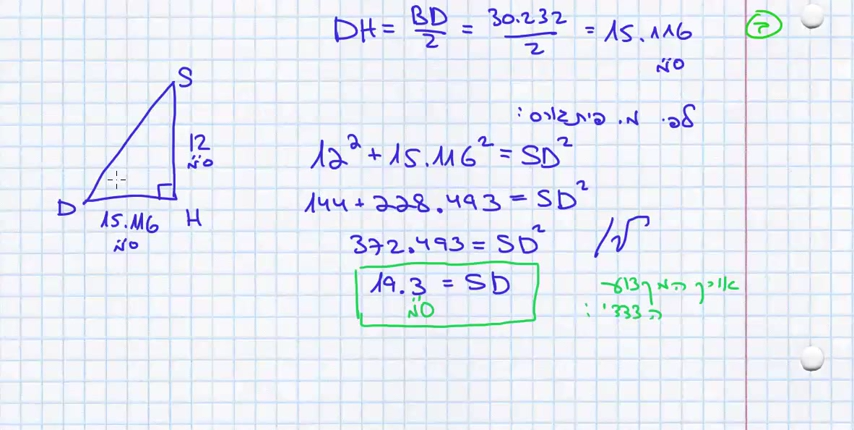 DH = BD/2 = 30.232/2 = 15.116
ס"מ
לפי מ. פיתגורס:
12² + 15.116² = SD²
144 + 228.493 = SD²
372.493 = SD² /√
19.3 = SD
ס"מ
אורך המקצוע
הצדדי:
S
12
ס"מ
D
15.116
ס"מ
H